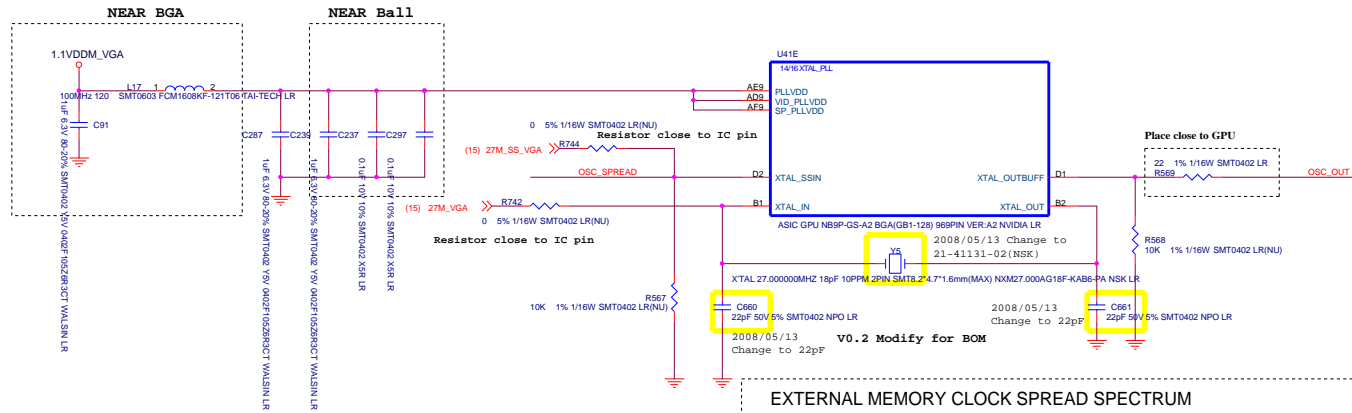 NEAR BGA
NEAR Ball
1.1VDDM_VGA
L17 1 2
100MHz 120 SMT0603 FCM1608KF-121T06 TAI-TECH LR
C91
1uF 6.3V 80-20% SMT0402 Y5V 0402F105Z6R3CT WALSIN LR
C287
1uF 6.3V 80-20% SMT0402 Y5V 0402F105Z6R3CT WALSIN LR
C239
1uF 6.3V 80-20% SMT0402 Y5V 0402F105Z6R3CT WALSIN LR
C237
0.1uF 10V 10% SMT0402 X5R LR
C297
0.1uF 10V 10% SMT0402 X5R LR
U41E
14/16 XTAL_PLL
AE9 PLLVDD
AD9 VID_PLLVDD
AF9 SP_PLLVDD
0 5% 1/16W SMT0402 LR(NU)
Resistor close to IC pin
(15) 27M_SS_VGA
R744
OSC_SPREAD
D2 XTAL_SSIN
XTAL_OUTBUFF D1
Place close to GPU
22 1% 1/16W SMT0402 LR
R569
OSC_OUT
(15) 27M_VGA
R742
B1 XTAL_IN
XTAL_OUT B2
0 5% 1/16W SMT0402 LR(NU)
Resistor close to IC pin
ASIC GPU NB9P-GS-A2 BGA(GB1-128) 969PIN VER:A2 NVIDIA LR
Y5
2008/05/13 Change to
21-41131-02(NSK)
R568
10K 1% 1/16W SMT0402 LR(NU)
X'TAL 27.000000MHZ 18pF 10PPM 2PIN SMT8.2*4.7*1.6mm(MAX) NXM27.000AG18F-KAB6-PA NSK LR
R567
10K 1% 1/16W SMT0402 LR(NU)
C660
22pF 50V 5% SMT0402 NPO LR
2008/05/13
Change to 22pF
2008/05/13
Change to 22pF
C661
22pF 50V 5% SMT0402 NPO LR
V0.2 Modify for BOM
EXTERNAL MEMORY CLOCK SPREAD SPECTRUM